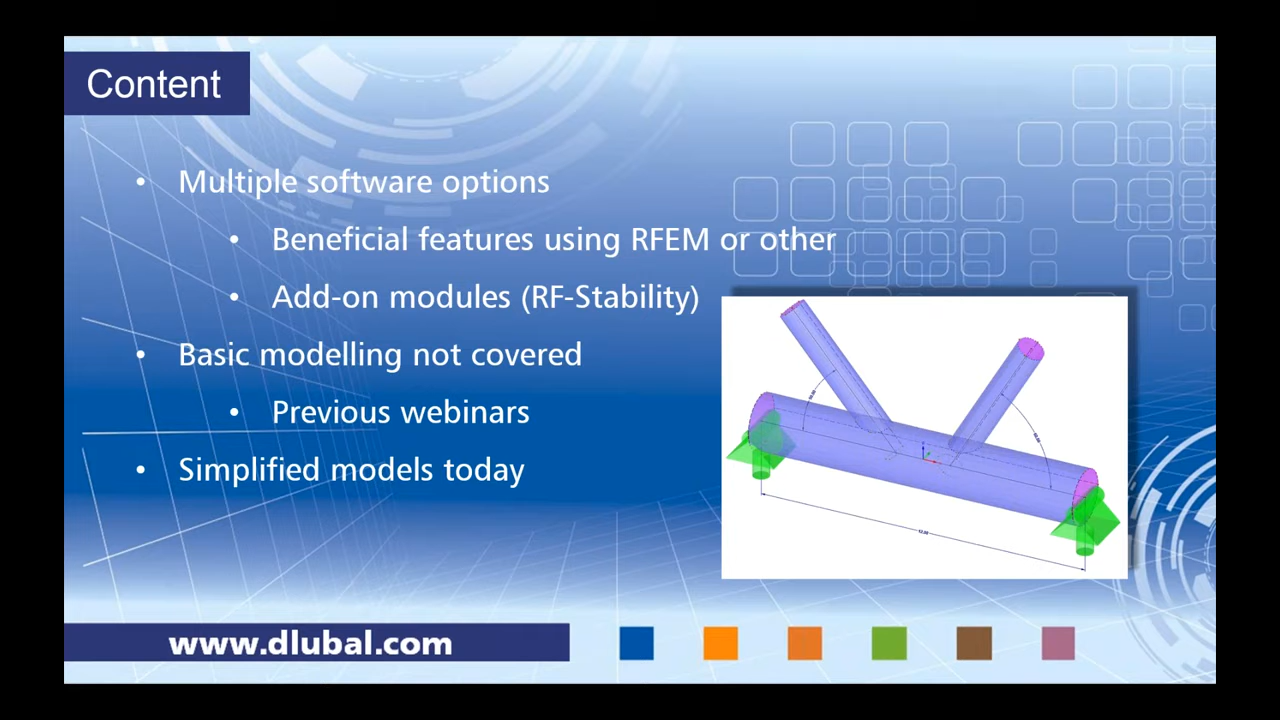 Content
• Multiple software options
• Beneficial features using RFEM or other
• Add-on modules (RF-Stability)
• Basic modelling not covered
• Previous webinars
• Simplified models today
www.dlubal.com